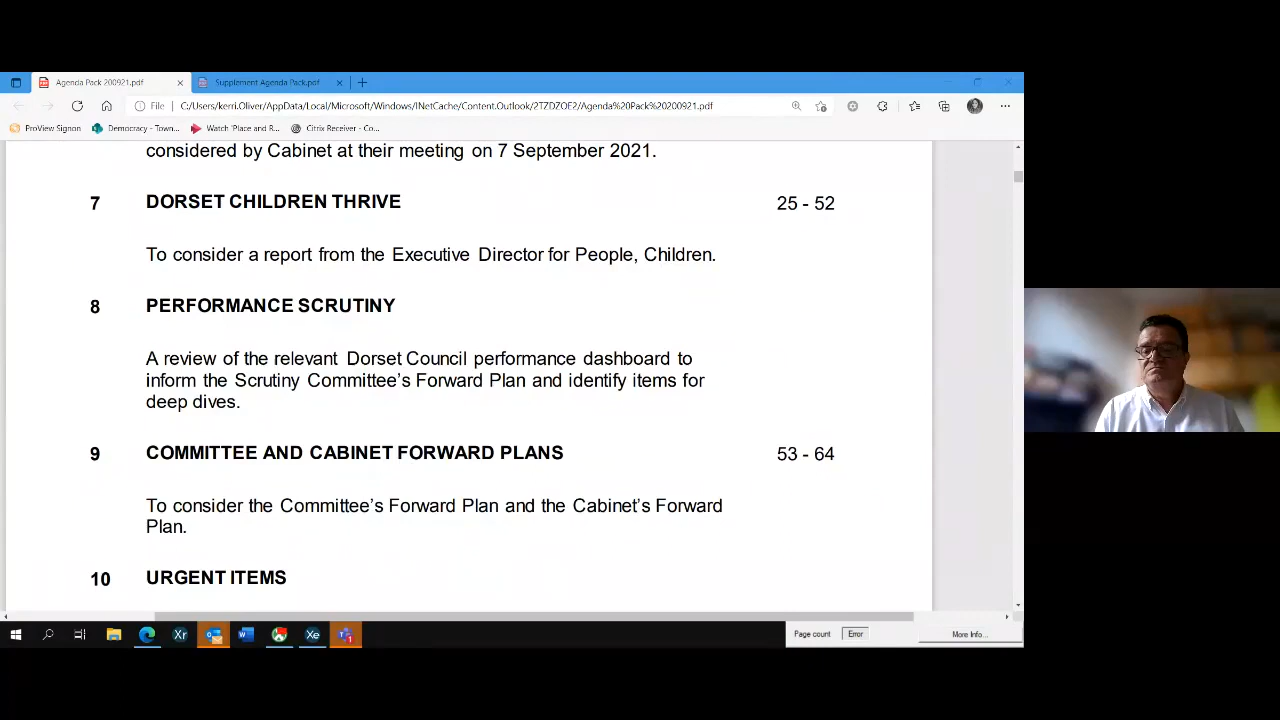 Agenda Pack 200921.pdf
Supplement Agenda Pack.pdf
File
C:/Users/kerri.Oliver/AppData/Local/Microsoft/Windows/INetCache/Content.Outlook/2TZDZOE2/Agenda%20Pack%20200921.pdf
ProView Signon
Democracy - Town...
Watch 'Place and R...
Citrix Receiver - Co...
considered by Cabinet at their meeting on 7 September 2021.
7 DORSET CHILDREN THRIVE 25 - 52
To consider a report from the Executive Director for People, Children.
8 PERFORMANCE SCRUTINY
A review of the relevant Dorset Council performance dashboard to
inform the Scrutiny Committee's Forward Plan and identify items for
deep dives.
9 COMMITTEE AND CABINET FORWARD PLANS 53 - 64
To consider the Committee's Forward Plan and the Cabinet's Forward
Plan.
10 URGENT ITEMS
Xr
Xe
Page count Error More Info...